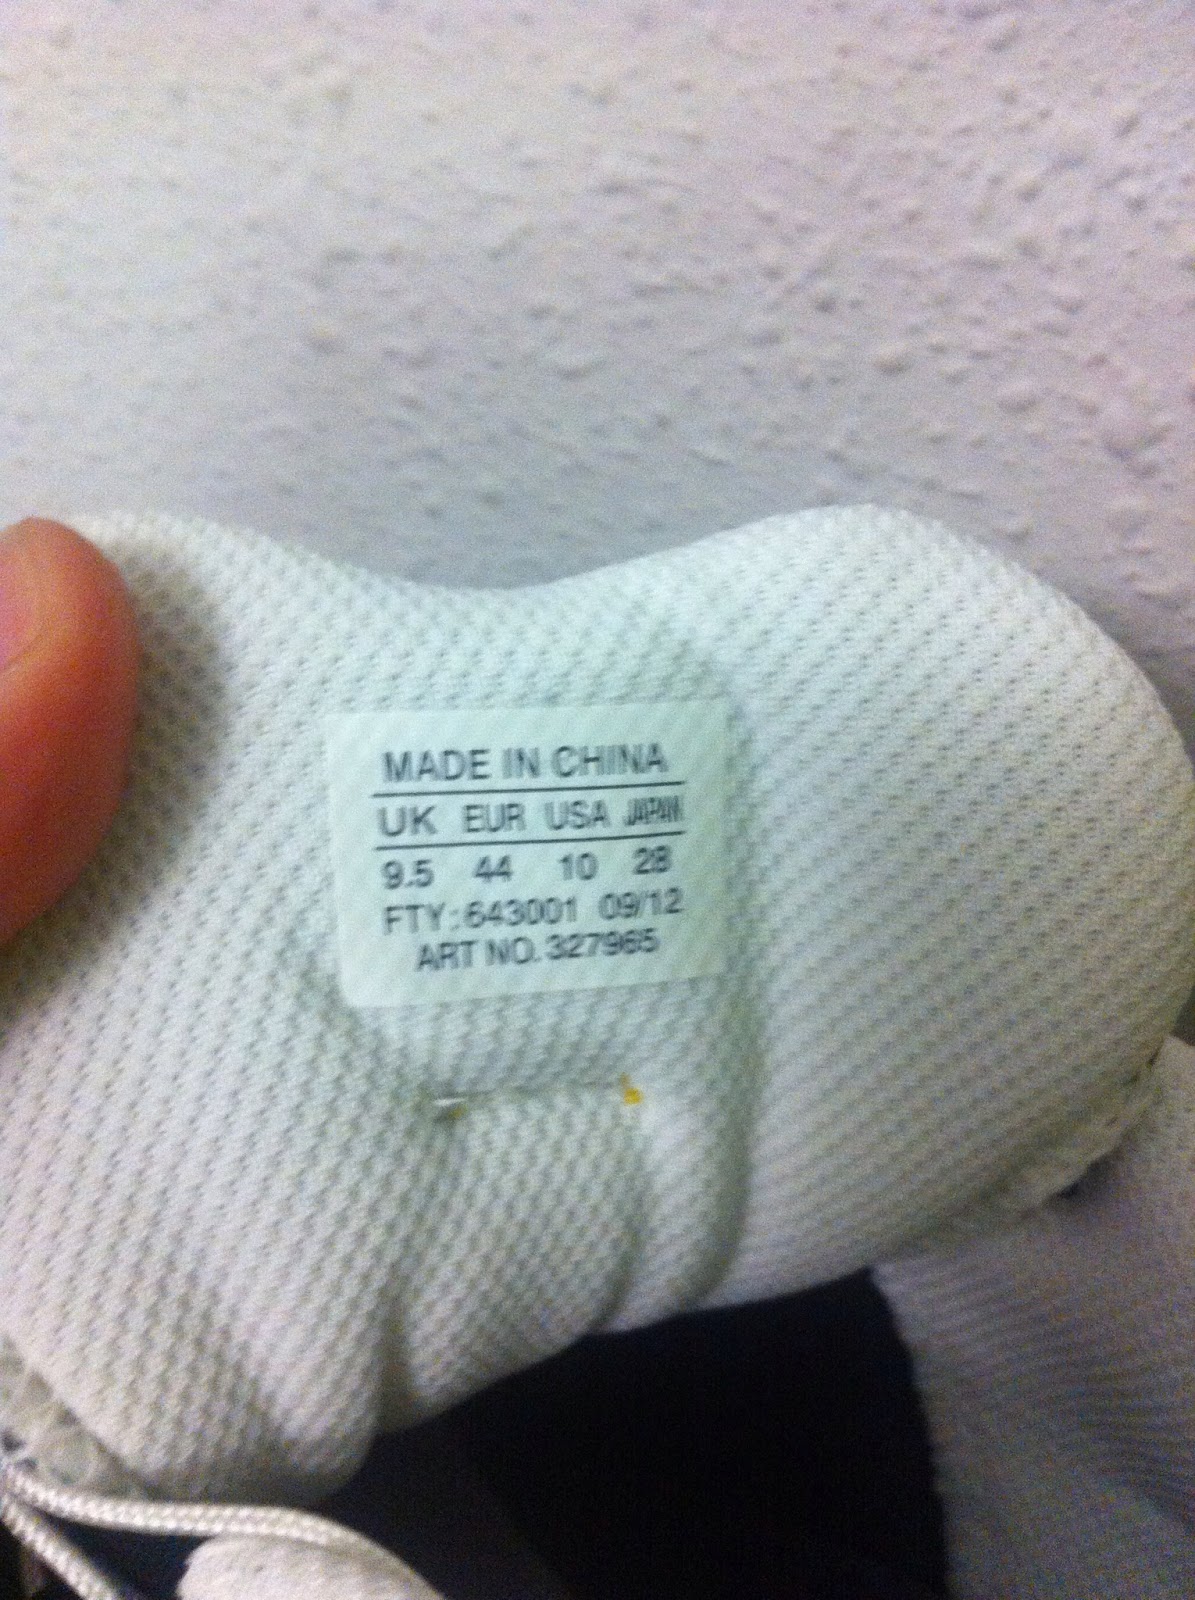 MADE IN CHINA
UK EUR USA JAPAN
9.5 44 10 28
FTY:643001 09/12
ART NO.327965